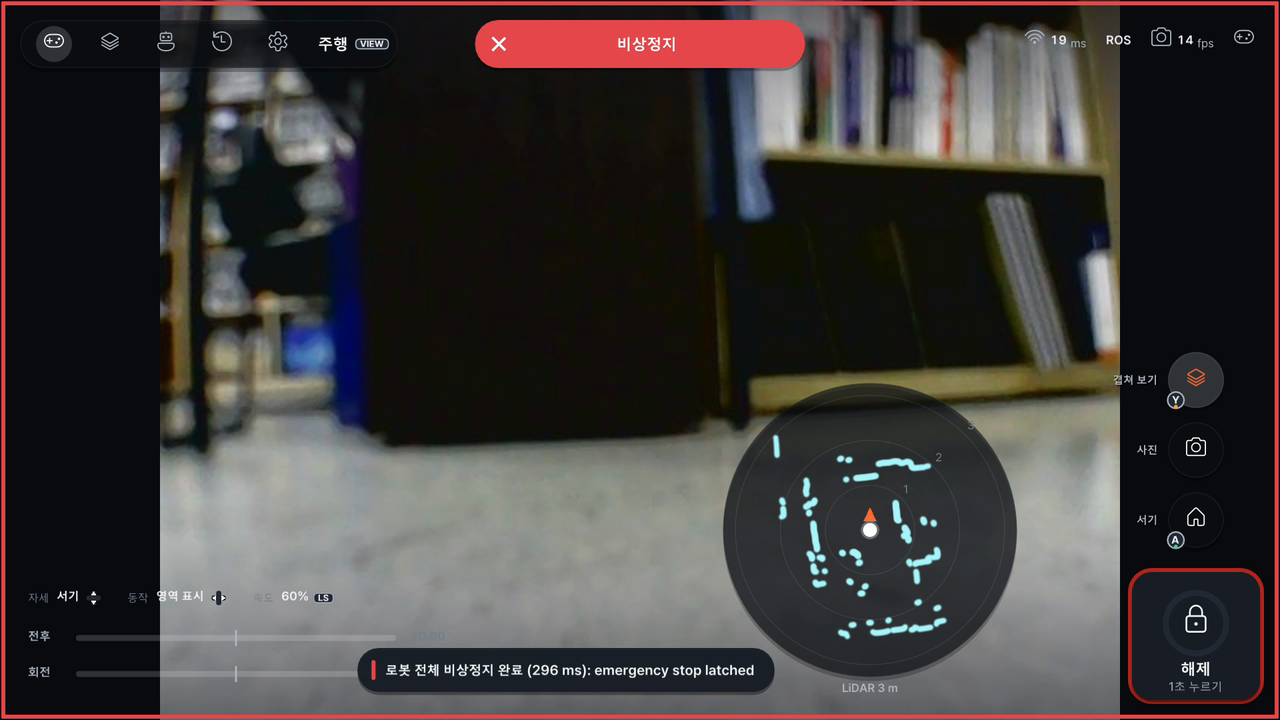 주행 VIEW
비상정지
19 ms
ROS
14 fps
겹쳐 보기
Y
사진
서기
A
3
2
1
자세 서기
동작 영역 표시
속도 60% LS
전후
회전
로봇 전체 비상정지 완료 (296 ms): emergency stop latched
LiDAR 3 m
해제
1초 누르기